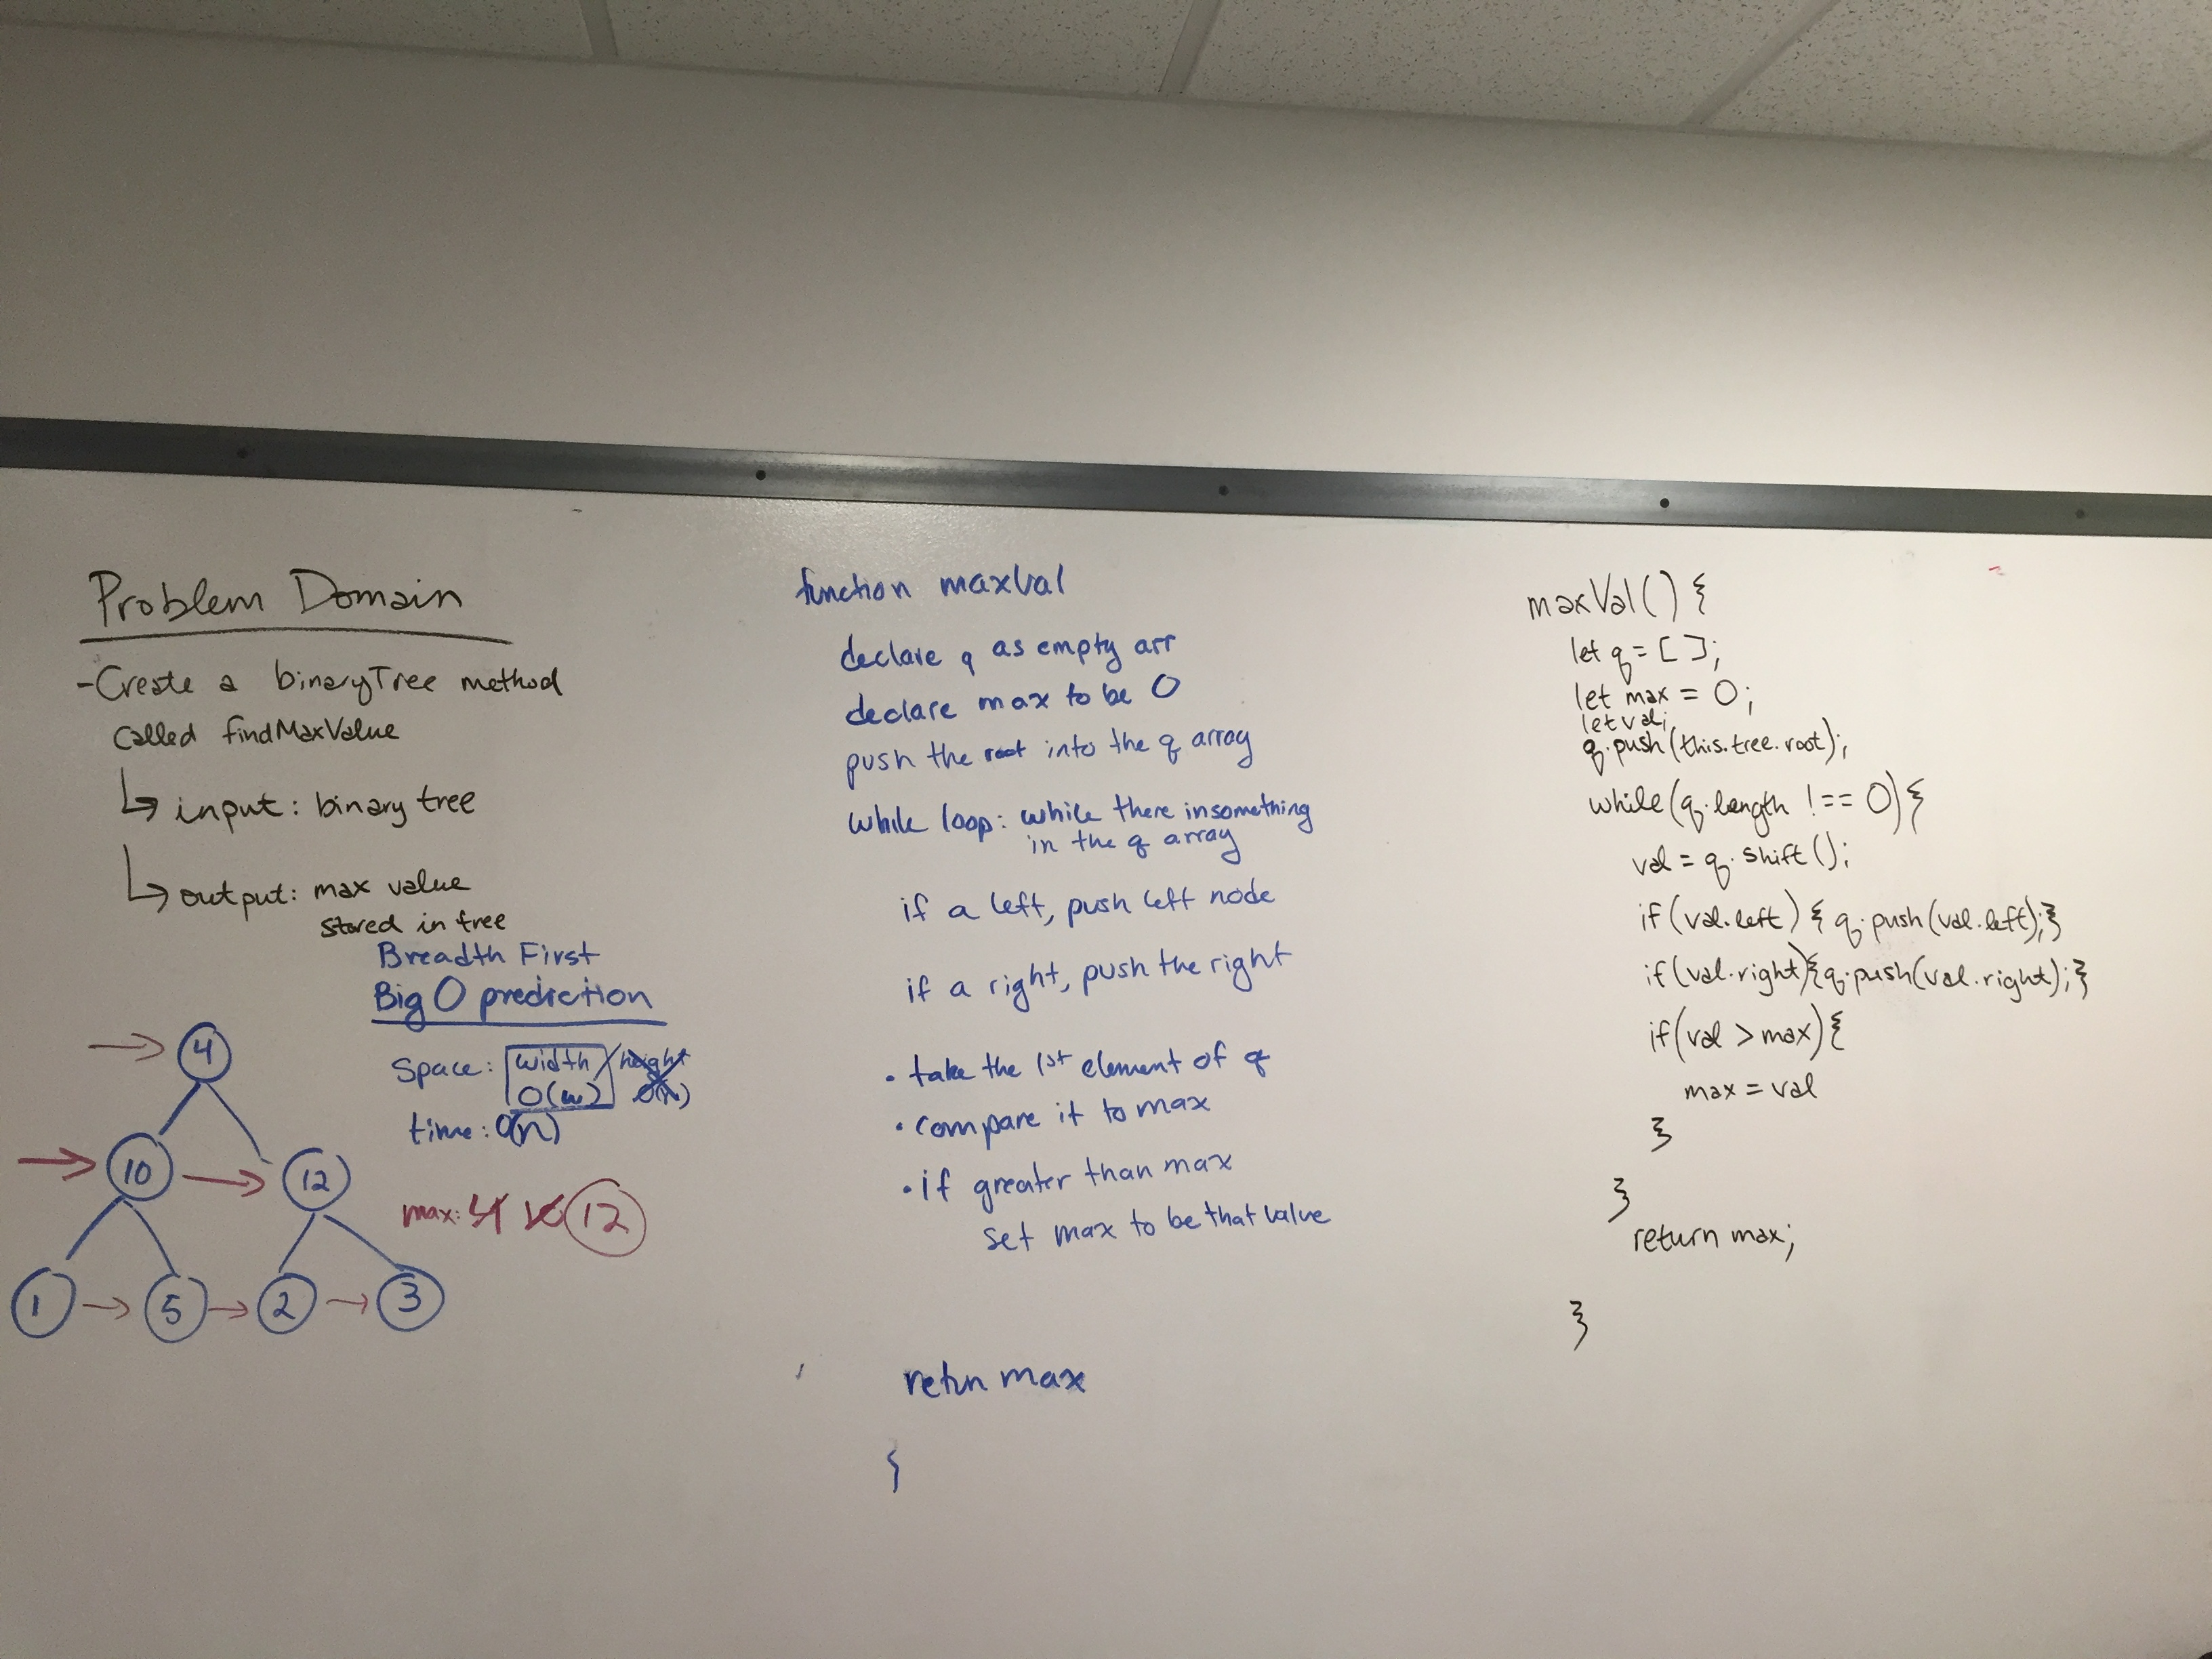 Problem Domain
-Create a binaryTree method
called findMaxValue
input: binary tree
output: max value
stored in tree
Breadth First
Big O prediction
Space: width/height
O(w) O(h)
time: O(n)
max: 4 10 12
4
10 12
1 5 2 3
function maxVal
declare q as empty arr
declare max to be 0
push the root into the q array
while loop: while there in something
in the q array
if a left, push left node
if a right, push the right
• take the 1st element of q
• compare it to max
• if greater than max
set max to be that value
retun max
}
maxVal() {
let q = [ ];
let max = 0;
let val;
q.push(this.tree.root);
while(q.length !== 0){
val = q.shift();
if(val.left) { q.push(val.left);}
if(val.right){q.push(val.right);}
if(val > max){
max = val
}
}
return max;
}